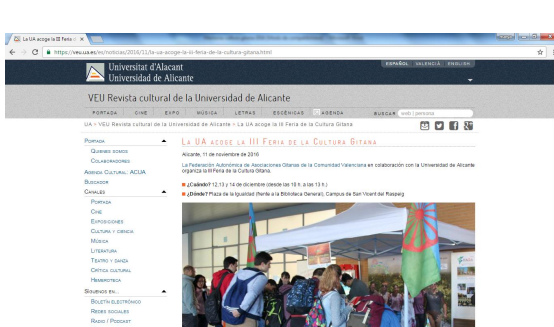 La UA acoge la III Feria d
https://veu.ua.es/es/noticias/2016/11/la-ua-acoge-la-iii-feria-de-la-cultura-gitana.html
ESPAÑOL VALENCIÀ ENGLISH
Universitat d'Alacant
Universidad de Alicante
VEU Revista cultural de la Universidad de Alicante
PORTADA CINE EXPO MÚSICA LETRAS ESCÉNICAS AGENDA BUSCAR web | persona
UA > VEU Revista cultural de la Universidad de Alicante > La UA acoge la III Feria de la Cultura Gitana
PORTADA
QUIENES SOMOS
COLABORADORES
AGENDA CULTURAL: ACUA
BUSCADOR
CANALES
PORTADA
CINE
EXPOSICIONES
CULTURA Y CIENCIA
MÚSICA
LITERATURA
TEATRO Y DANZA
CRÍTICA CULTURAL
HEMEROTECA
SÍGUENOS EN...
BOLETÍN ELECTRÓNICO
REDES SOCIALES
RADIO / PODCAST
LA UA ACOGE LA III FERIA DE LA CULTURA GITANA
Alicante, 11 de noviembre de 2016
La Federación Autonómica de Asociaciones Gitanas de la Comunidad Valenciana en colaboración con la Universidad de Alicante
organiza la III Feria de la Cultura Gitana.
¿Cuándo? 12,13 y 14 de diciembre (desde las 10 h. a las 13 h.)
¿Dónde? Plaza de la Igualdad (frente a la Biblioteca General), Campus de San Vicent del Raspeig